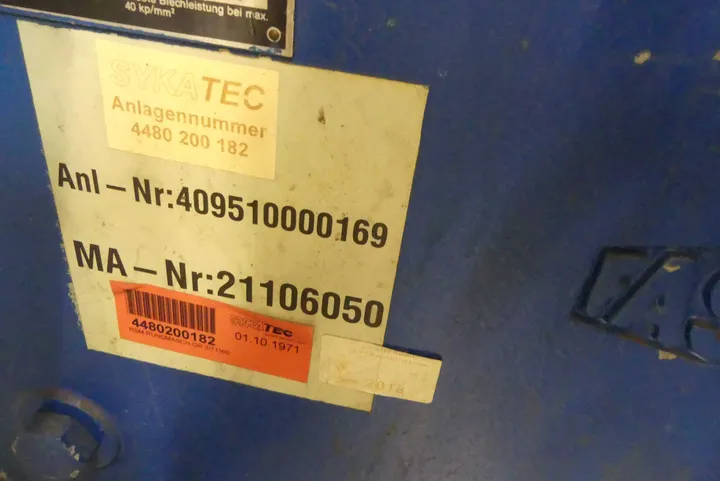 Blechleistung bei max.
40 kp/mm²
SYKATEC
Anlagennummer
4480 200 182
Anl – Nr:409510000169
MA – Nr:21106050
4480200182
SYKATEC
01.10.1971